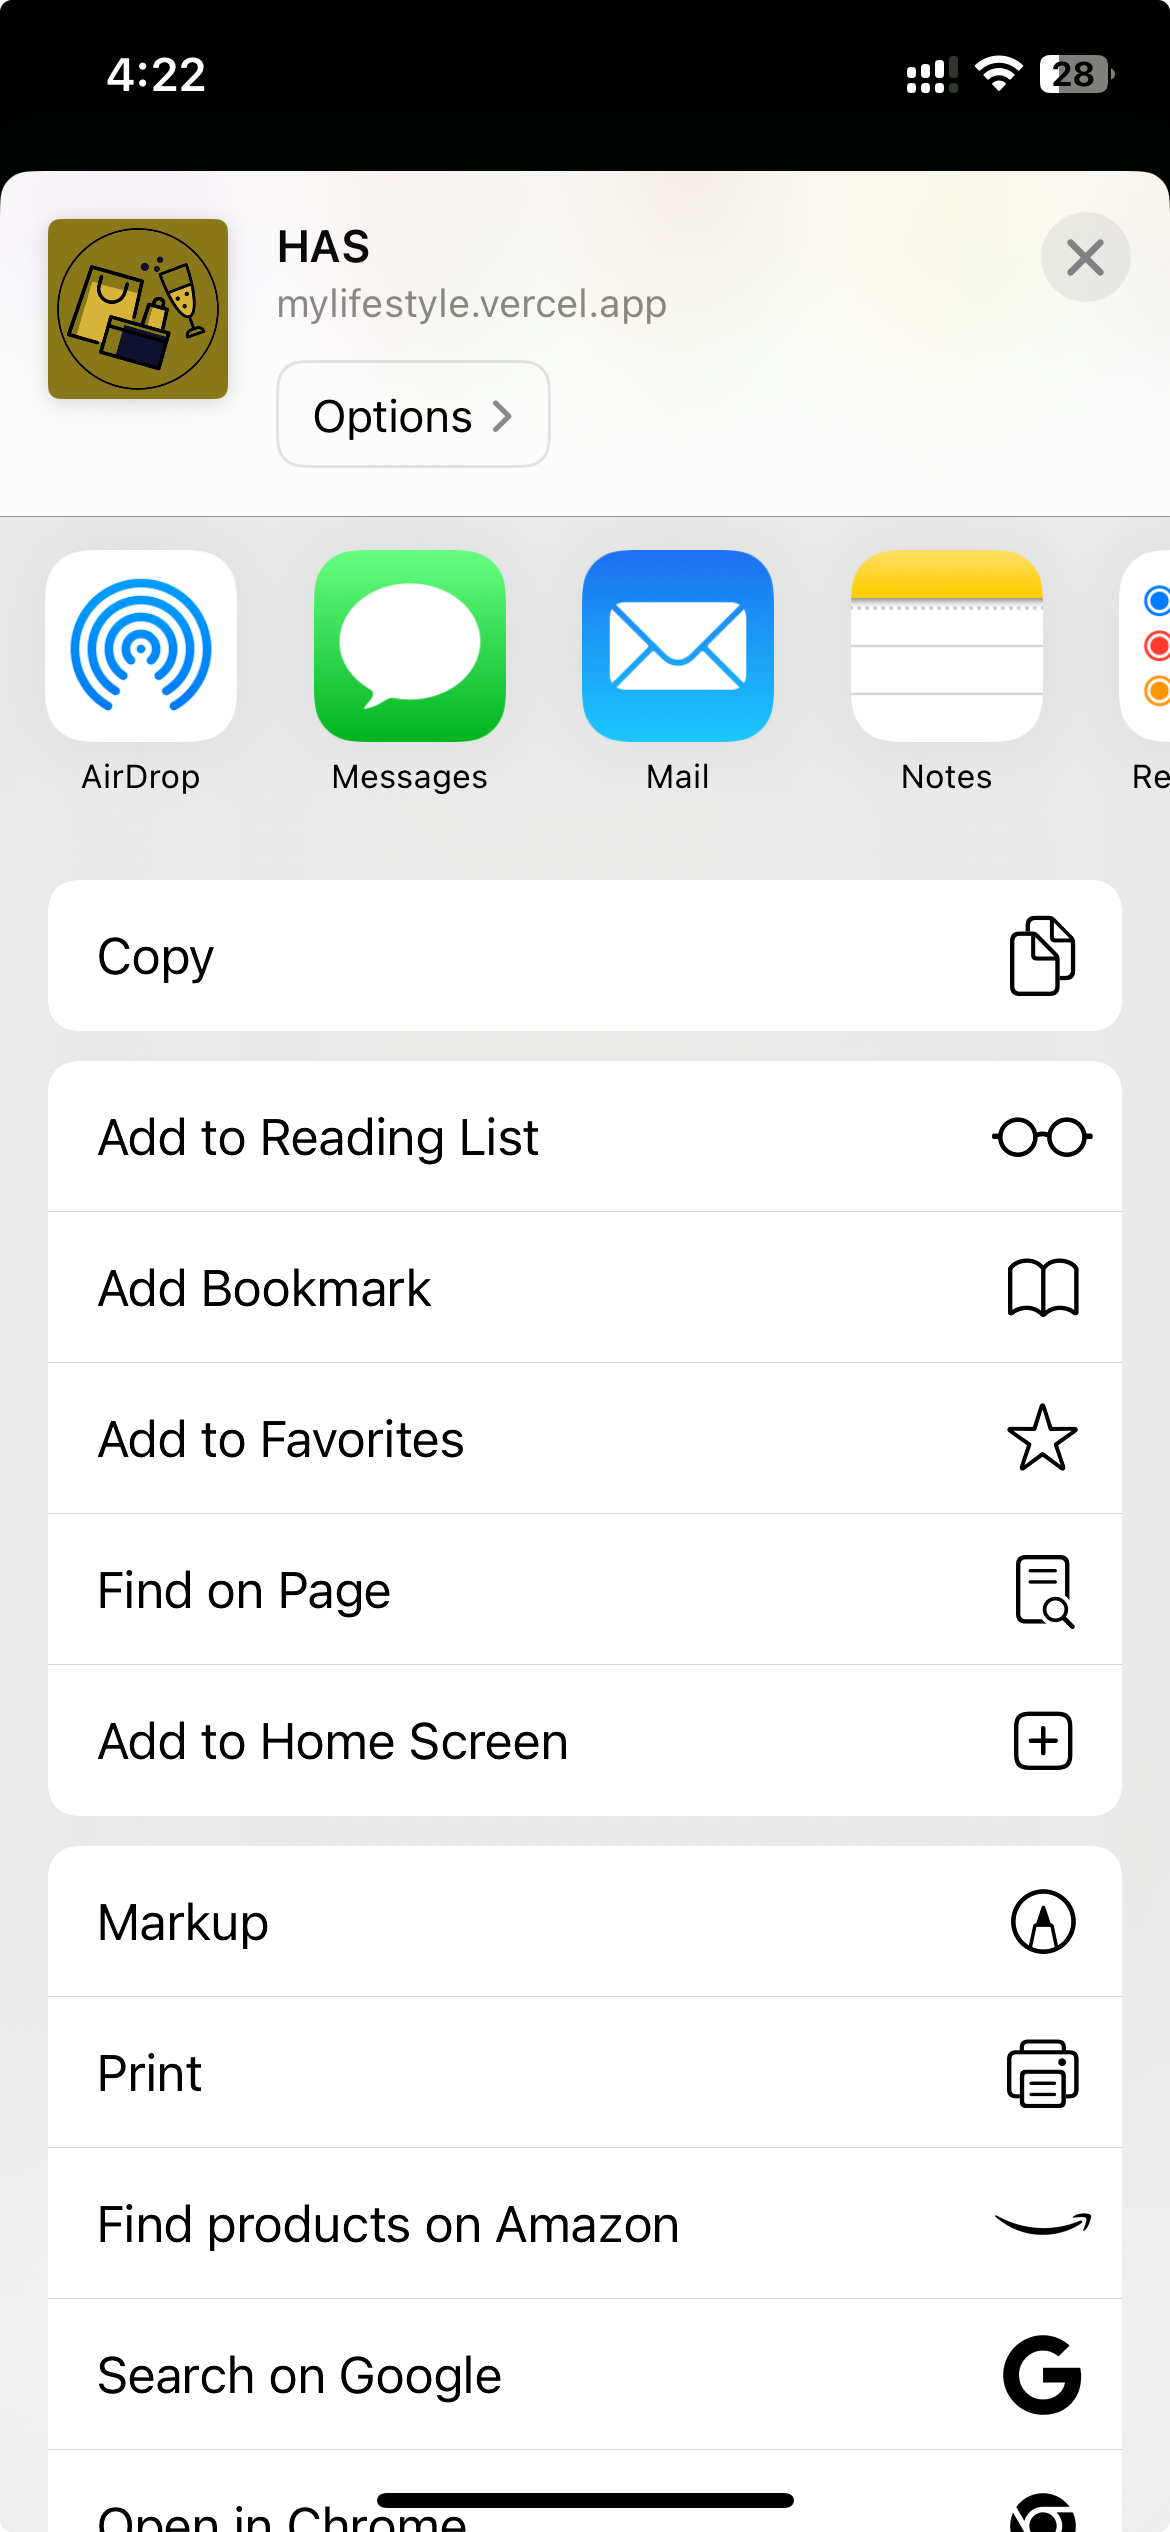 4:22
28
HAS
mylifestyle.vercel.app
Options
AirDrop
Messages
Mail
Notes
Re
Copy
Add to Reading List
Add Bookmark
Add to Favorites
Find on Page
Add to Home Screen
Markup
Print
Find products on Amazon
Search on Google
Open in Chrome